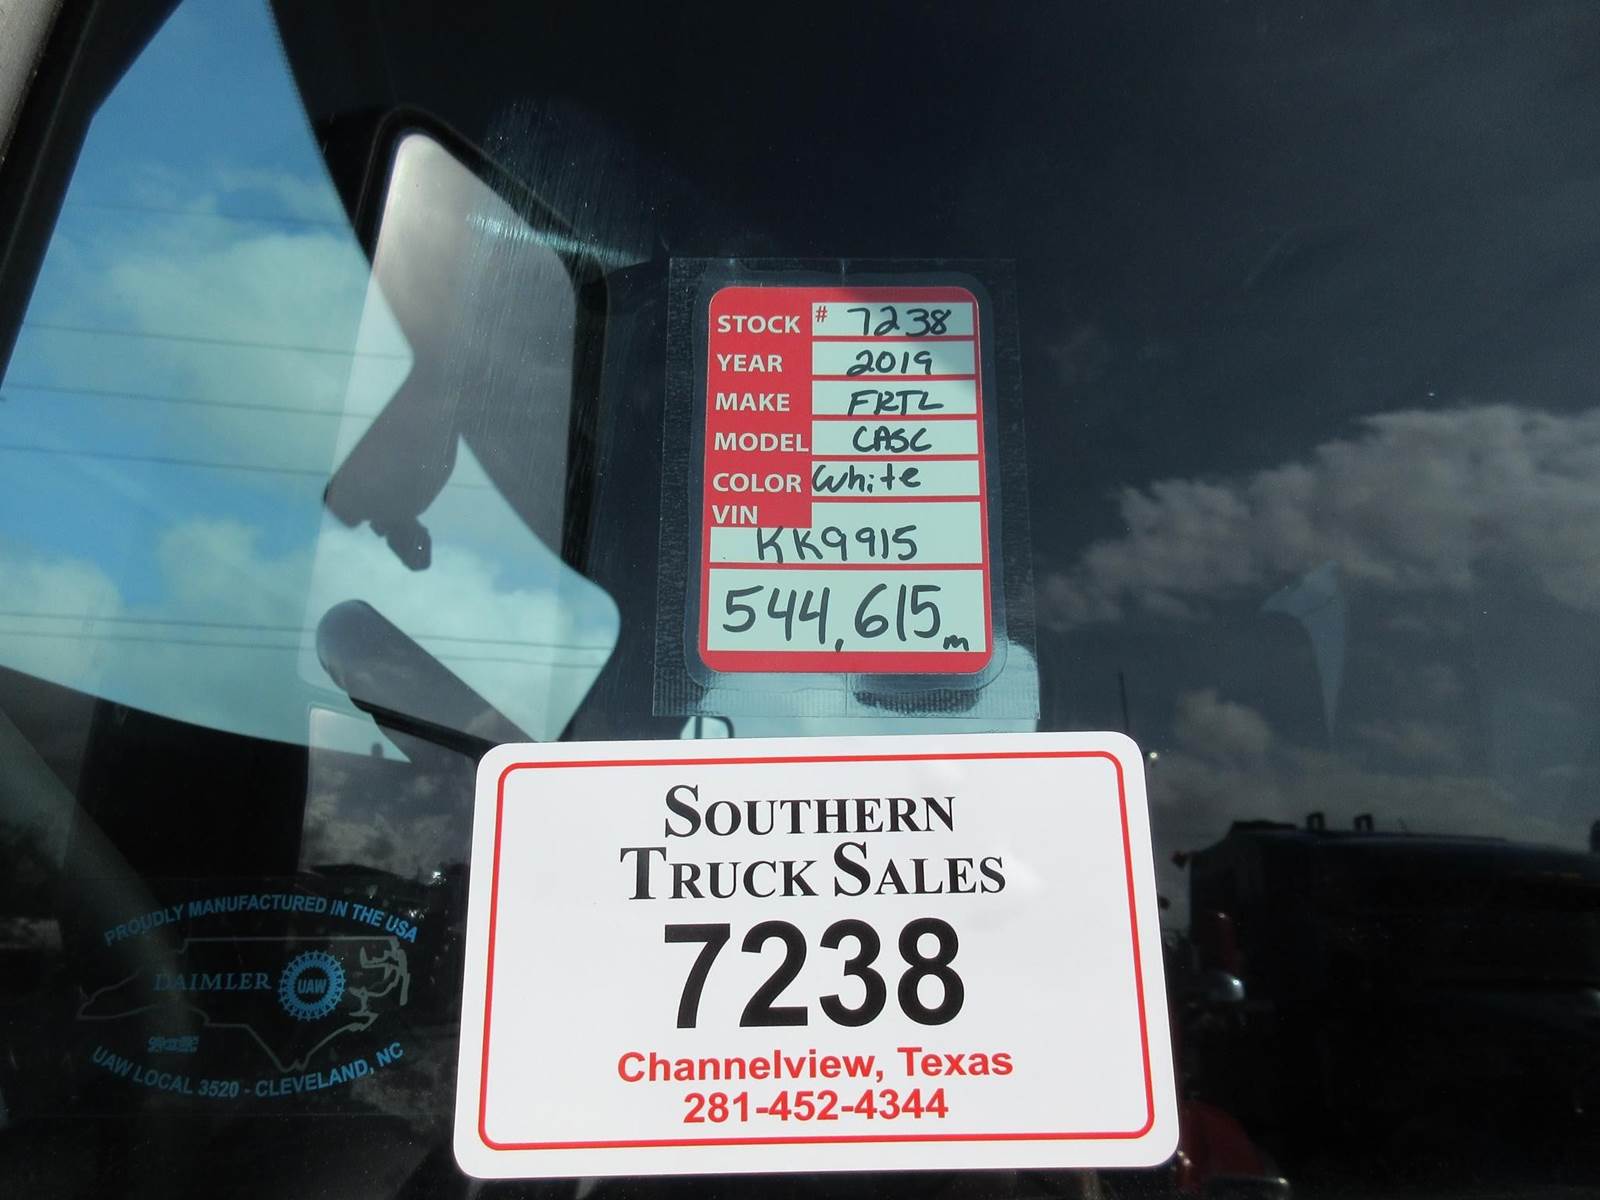 STOCK # 7238
YEAR 2019
MAKE FRTL
MODEL CASC
COLOR White
VIN
KK9915
544,615 m
SOUTHERN
TRUCK SALES
7238
Channelview, Texas
281-452-4344
PROUDLY MANUFACTURED IN THE USA
DAIMLER UAW
UAW LOCAL 3520 - CLEVELAND, NC